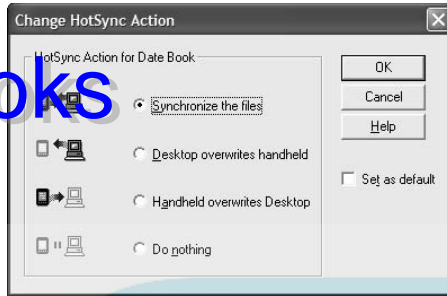 Change HotSync Action
HotSync Action for Date Book
oks
Synchronize the files
Desktop overwrites handheld
Handheld overwrites Desktop
Do nothing
OK
Cancel
Help
Set as default